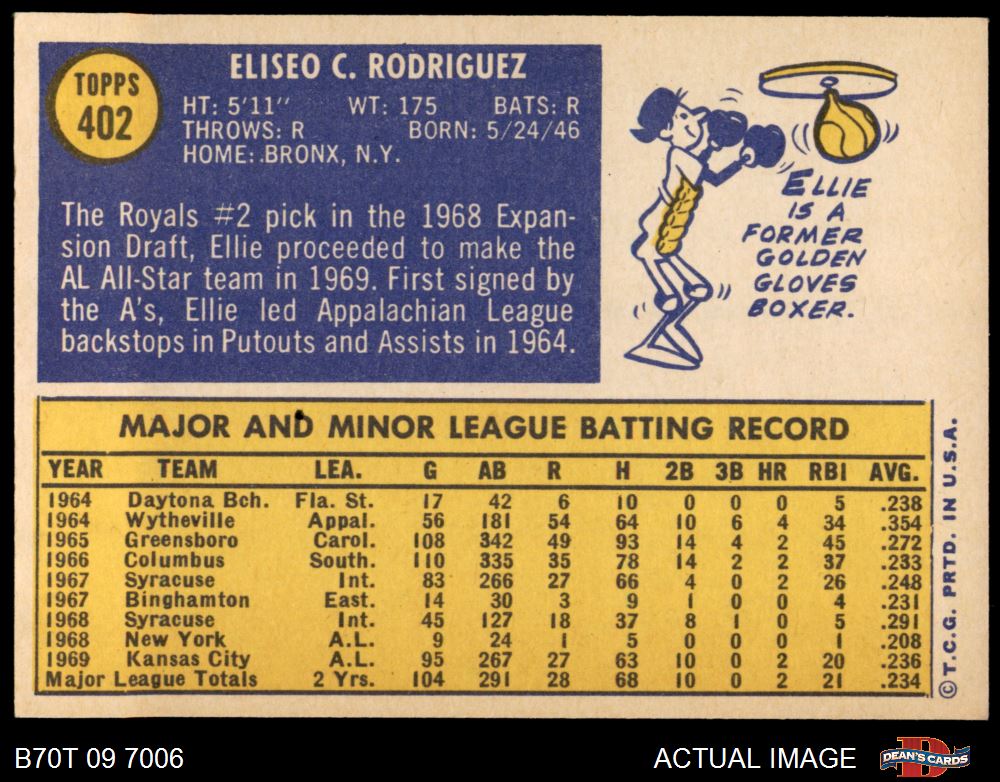 TOPPS
402
ELISEO C. RODRIGUEZ
HT: 5'11" WT: 175 BATS: R
THROWS: R BORN: 5/24/46
HOME: BRONX, N.Y.
The Royals #2 pick in the 1968 Expan-
sion Draft, Ellie proceeded to make the
AL All-Star team in 1969. First signed by
the A's, Ellie led Appalachian League
backstops in Putouts and Assists in 1964.
ELLIE
IS A
FORMER
GOLDEN
GLOVES
BOXER.
MAJOR AND MINOR LEAGUE BATTING RECORD
YEAR TEAM LEA. G AB R H 2B 3B HR RBI AVG.
1964 Daytona Bch. Fla. St. 17 42 6 10 0 0 0 5 .238
1964 Wytheville Appal. 56 181 54 64 10 6 4 34 .354
1965 Greensboro Carol. 108 342 49 93 14 4 2 45 .272
1966 Columbus South. 110 335 35 78 14 2 2 37 .233
1967 Syracuse Int. 83 266 27 66 4 0 2 26 .248
1967 Binghamton East. 14 30 3 9 1 0 0 4 .231
1968 Syracuse Int. 45 127 18 37 8 1 0 5 .291
1968 New York A.L. 9 24 1 5 0 0 0 1 .208
1969 Kansas City A.L. 95 267 27 63 10 0 2 20 .236
Major League Totals 2 Yrs. 104 291 28 68 10 0 2 21 .234
© T.C.G. PRTD. IN U.S.A.
B70T 09 7006
ACTUAL IMAGE
DEAN'S CARDS